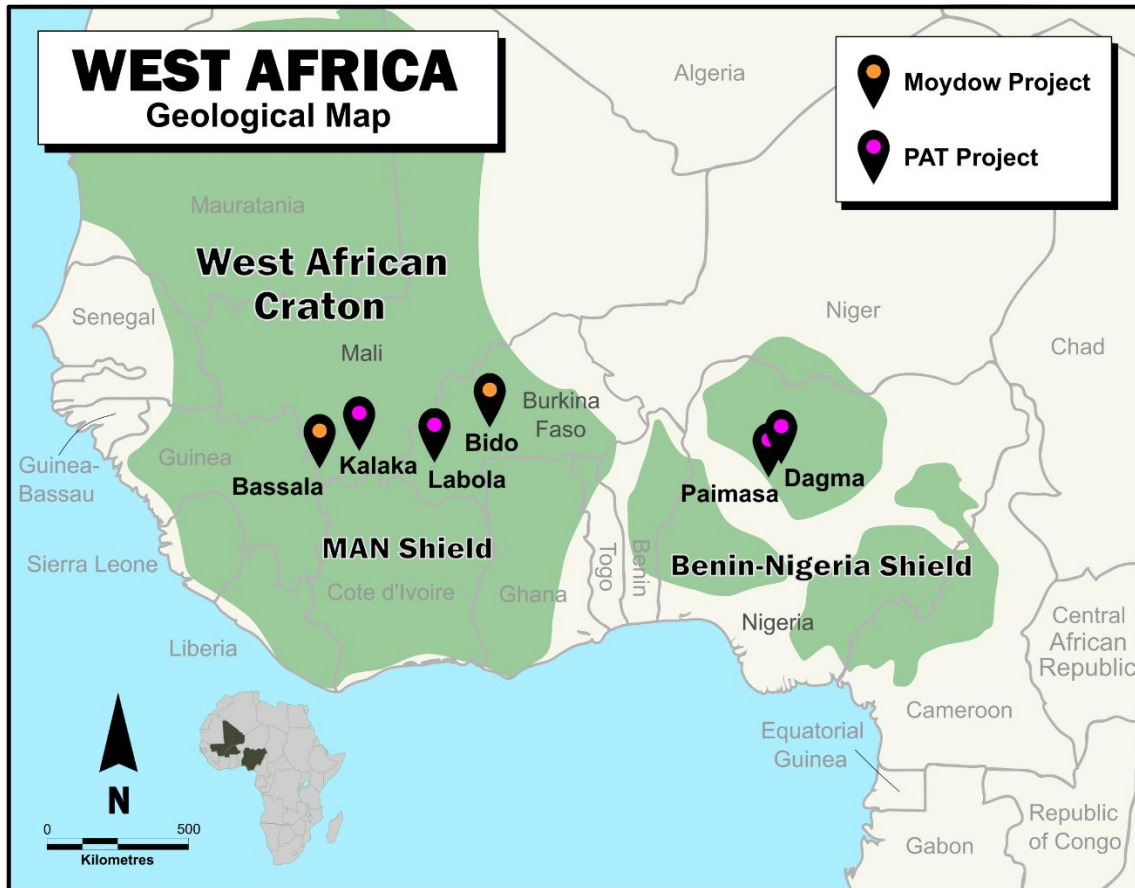 WEST AFRICA
Geological Map
Moydow Project
PAT Project
Algeria
Mauratania
West African
Craton
Senegal
Mali
Niger
Chad
Guinea-
Bassau
Guinea
Bassala
Kalaka
Labola
Bido
Burkina
Faso
Paimasa
Dagma
Sierra Leone
MAN Shield
Cote d'Ivoire
Ghana
Togo
Benin
Benin-Nigeria Shield
Nigeria
Liberia
Central
African
Republic
Cameroon
Equatorial
Guinea
Gabon
Republic
of Congo
N
0 500
Kilometres